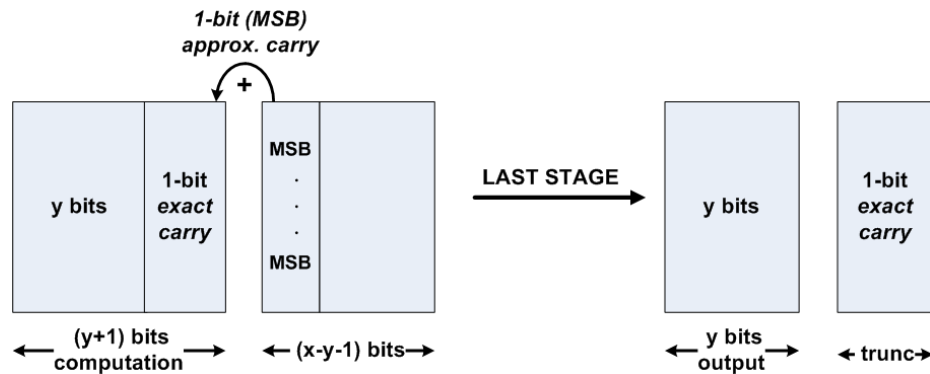 1-bit (MSB)
approx. carry
+
y bits
1-bit
exact
carry
MSB
.
.
.
MSB
LAST STAGE
y bits
1-bit
exact
carry
(y+1) bits
computation
(x-y-1) bits
y bits
output
trunc